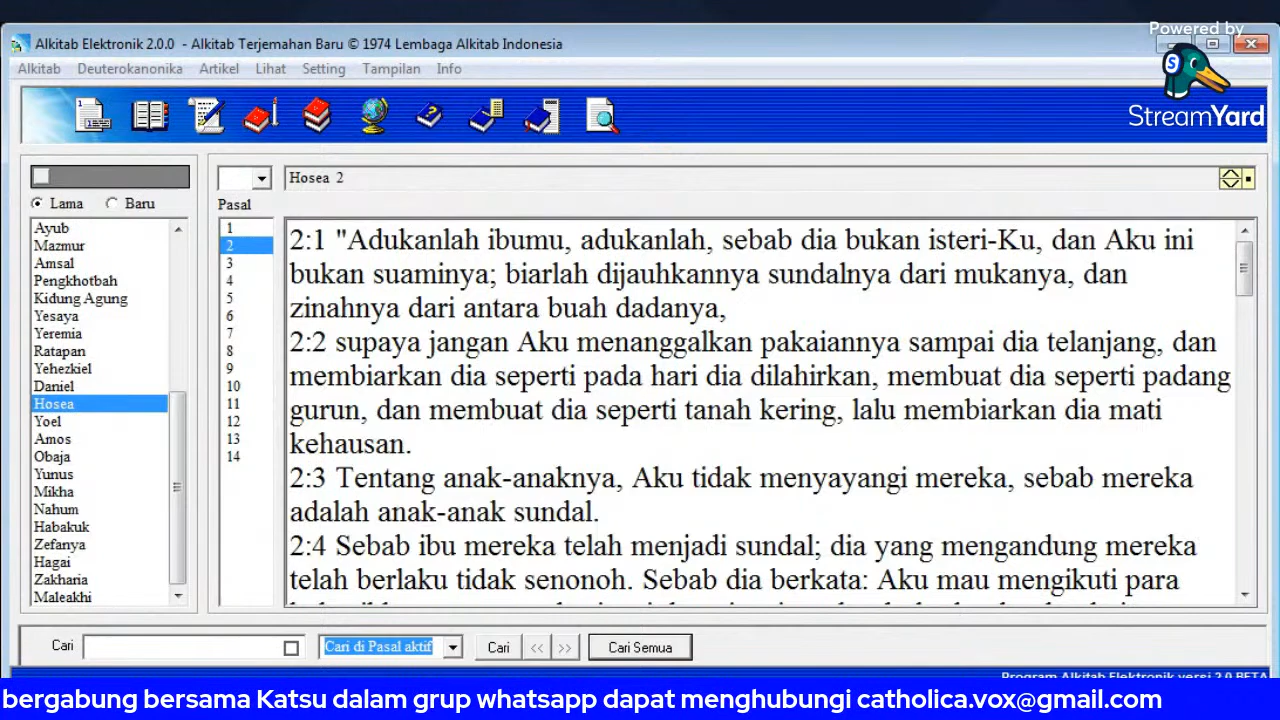 Powered by
StreamYard
Alkitab Elektronik 2.0.0 - Alkitab Terjemahan Baru © 1974 Lembaga Alkitab Indonesia
Alkitab Deuterokanonika Artikel Lihat Setting Tampilan Info
Hosea 2
Lama Baru
Pasal
Ayub
Mazmur
Amsal
Pengkhotbah
Kidung Agung
Yesaya
Yeremia
Ratapan
Yehezkiel
Daniel
Hosea
Yoel
Amos
Obaja
Yunus
Mikha
Nahum
Habakuk
Zefanya
Hagai
Zakharia
Maleakhi
1
2
3
4
5
6
7
8
9
10
11
12
13
14
2:1 "Adukanlah ibumu, adukanlah, sebab dia bukan isteri-Ku, dan Aku ini
bukan suaminya; biarlah dijauhkannya sundalnya dari mukanya, dan
zinahnya dari antara buah dadanya,
2:2 supaya jangan Aku menanggalkan pakaiannya sampai dia telanjang, dan
membiarkan dia seperti pada hari dia dilahirkan, membuat dia seperti padang
gurun, dan membuat dia seperti tanah kering, lalu membiarkan dia mati
kehausan.
2:3 Tentang anak-anaknya, Aku tidak menyayangi mereka, sebab mereka
adalah anak-anak sundal.
2:4 Sebab ibu mereka telah menjadi sundal; dia yang mengandung mereka
telah berlaku tidak senonoh. Sebab dia berkata: Aku mau mengikuti para
Cari Cari di Pasal aktif Cari << >> Cari Semua
Program Alkitab Elektronik versi 2.0 BETA
bergabung bersama Katsu dalam grup whatsapp dapat menghubungi catholica.vox@gmail.com